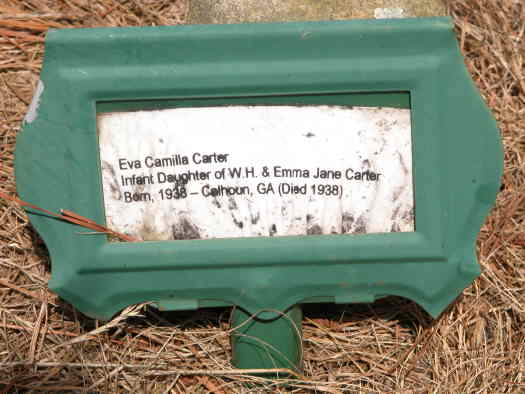 Eva Camilla Carter
Infant Daughter of W.H. & Emma Jane Carter
Born, 1938 – Calhoun, GA (Died 1938)